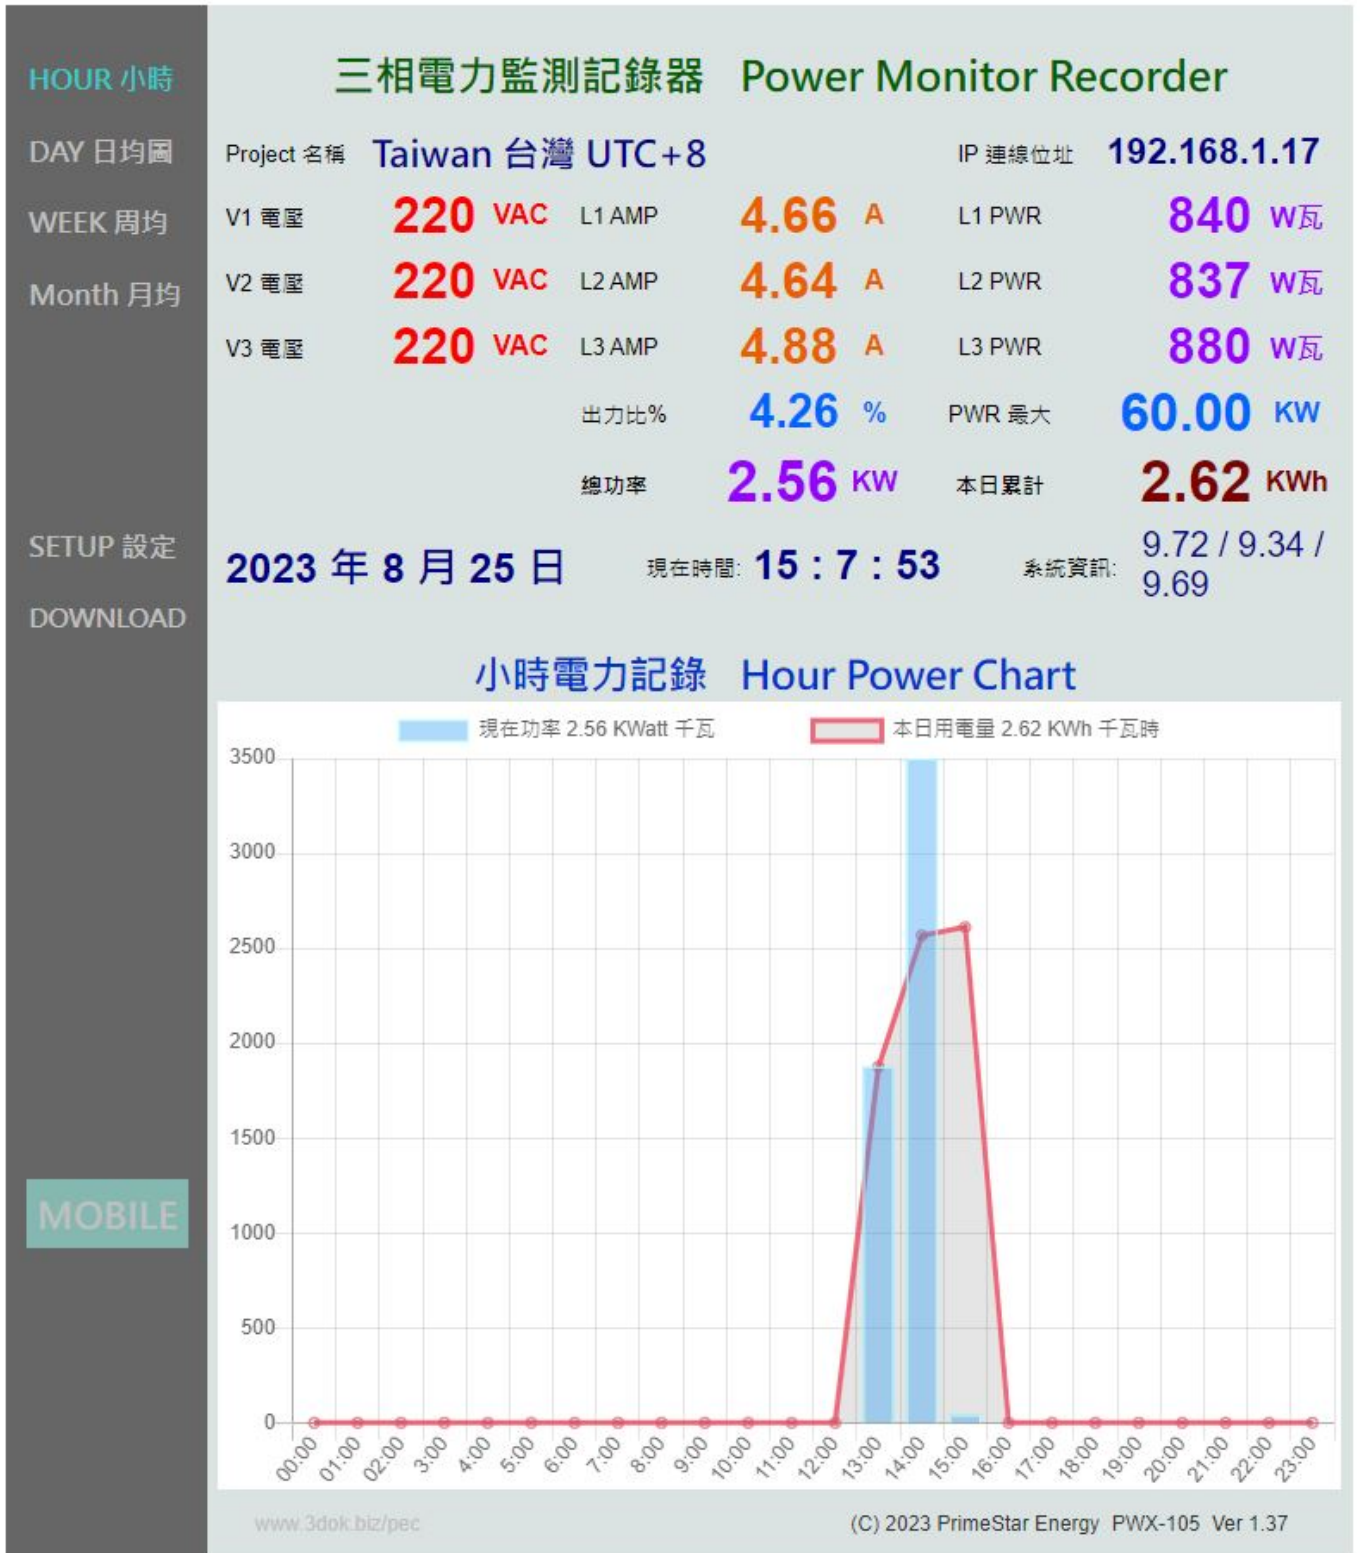 HOUR 小時
DAY 日均圖
WEEK 周均
Month 月均
SETUP 設定
DOWNLOAD
MOBILE
三相電力監測記錄器 Power Monitor Recorder
Project 名稱 Taiwan 台灣 UTC+8 IP 連線位址 192.168.1.17
V1 電壓 220 VAC L1 AMP 4.66 A L1 PWR 840 W瓦
V2 電壓 220 VAC L2 AMP 4.64 A L2 PWR 837 W瓦
V3 電壓 220 VAC L3 AMP 4.88 A L3 PWR 880 W瓦
出力比% 4.26 % PWR 最大 60.00 KW
總功率 2.56 KW 本日累計 2.62 KWh
2023 年 8 月 25 日 現在時間: 15 : 7 : 53 系統資訊: 9.72 / 9.34 /
9.69
小時電力記錄 Hour Power Chart
現在功率 2.56 KWatt 千瓦 本日用電量 2.62 KWh 千瓦時
3500
3000
2500
2000
1500
1000
500
0
00:00 01:00 02:00 3:00 4:00 5:00 6:00 7:00 8:00 9:00 10:00 11:00 12:00 13:00 14:00 15:00 16:00 17:00 18:00 19:00 20:00 21:00 22:00 23:00
www.3dok.biz/pec (C) 2023 PrimeStar Energy PWX-105 Ver 1.37